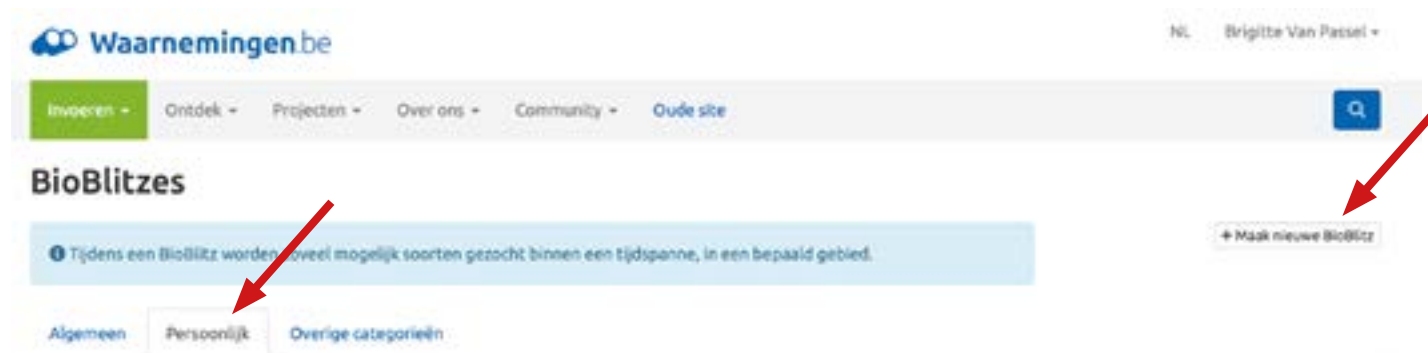 Waarnemingen.be
NL Brigitte Van Passel
Invoeren Ontdek Projecten Over ons Community Oude site
BioBlitzes
Tijdens een BioBlitz worden zoveel mogelijk soorten gezocht binnen een tijdspanne, in een bepaald gebied.
+ Maak nieuwe BioBlitz
Algemeen Persoonlijk Overige categorieën